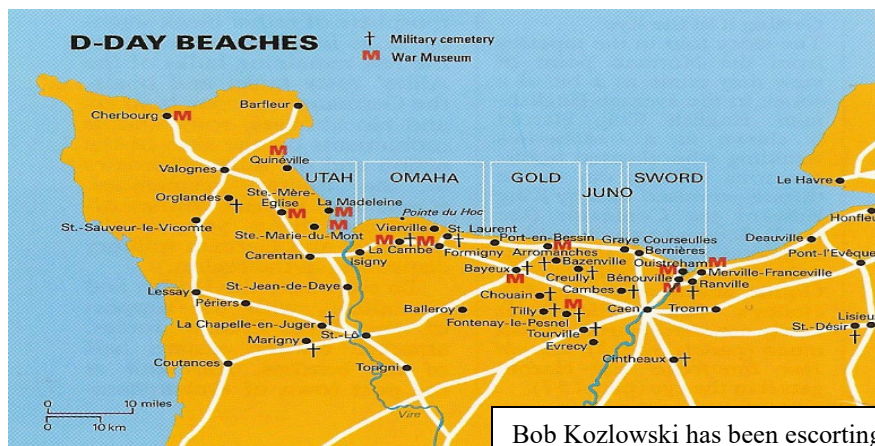 D-DAY BEACHES
† Military cemetery
M War Museum
Barfleur
Cherbourg M
M
Quinéville
Valognes
UTAH
OMAHA
GOLD
JUNO
SWORD
Le Havre
Orglandes
Ste.-Mère-
Eglise
M
La Madeleine
M
Pointe du Hoc
St.-Sauveur-le-Vicomte
Ste.-Marie-du-Mont
M
Vierville
St. Laurent
M
M
La Cambe
Formigny
Port-en-Bessin
M
Arromanches
Graye Courseulles
Bernières
Honfleu
Deauville
Carentan
Isigny
Bazenville
Ouistreham
M
Pont-l'Evêque
Bayeux
M
Creully
M
Bénouville
M
Merville-Franceville
Ranville
Lessay
St.-Jean-de-Daye
Chouain
Cambes
Périers
Balleroy
Tilly
M
Caen
Troarn
Lisieu
La Chapelle-en-Juger
Fontenay-le-Pesnel
St.-Désir
Marigny
St.-Lô
Tourville
Evrecy
Coutances
Torigni
Cintheaux
0 10 miles
0 10 km
Vire
Bob Kozlowski has been escorting